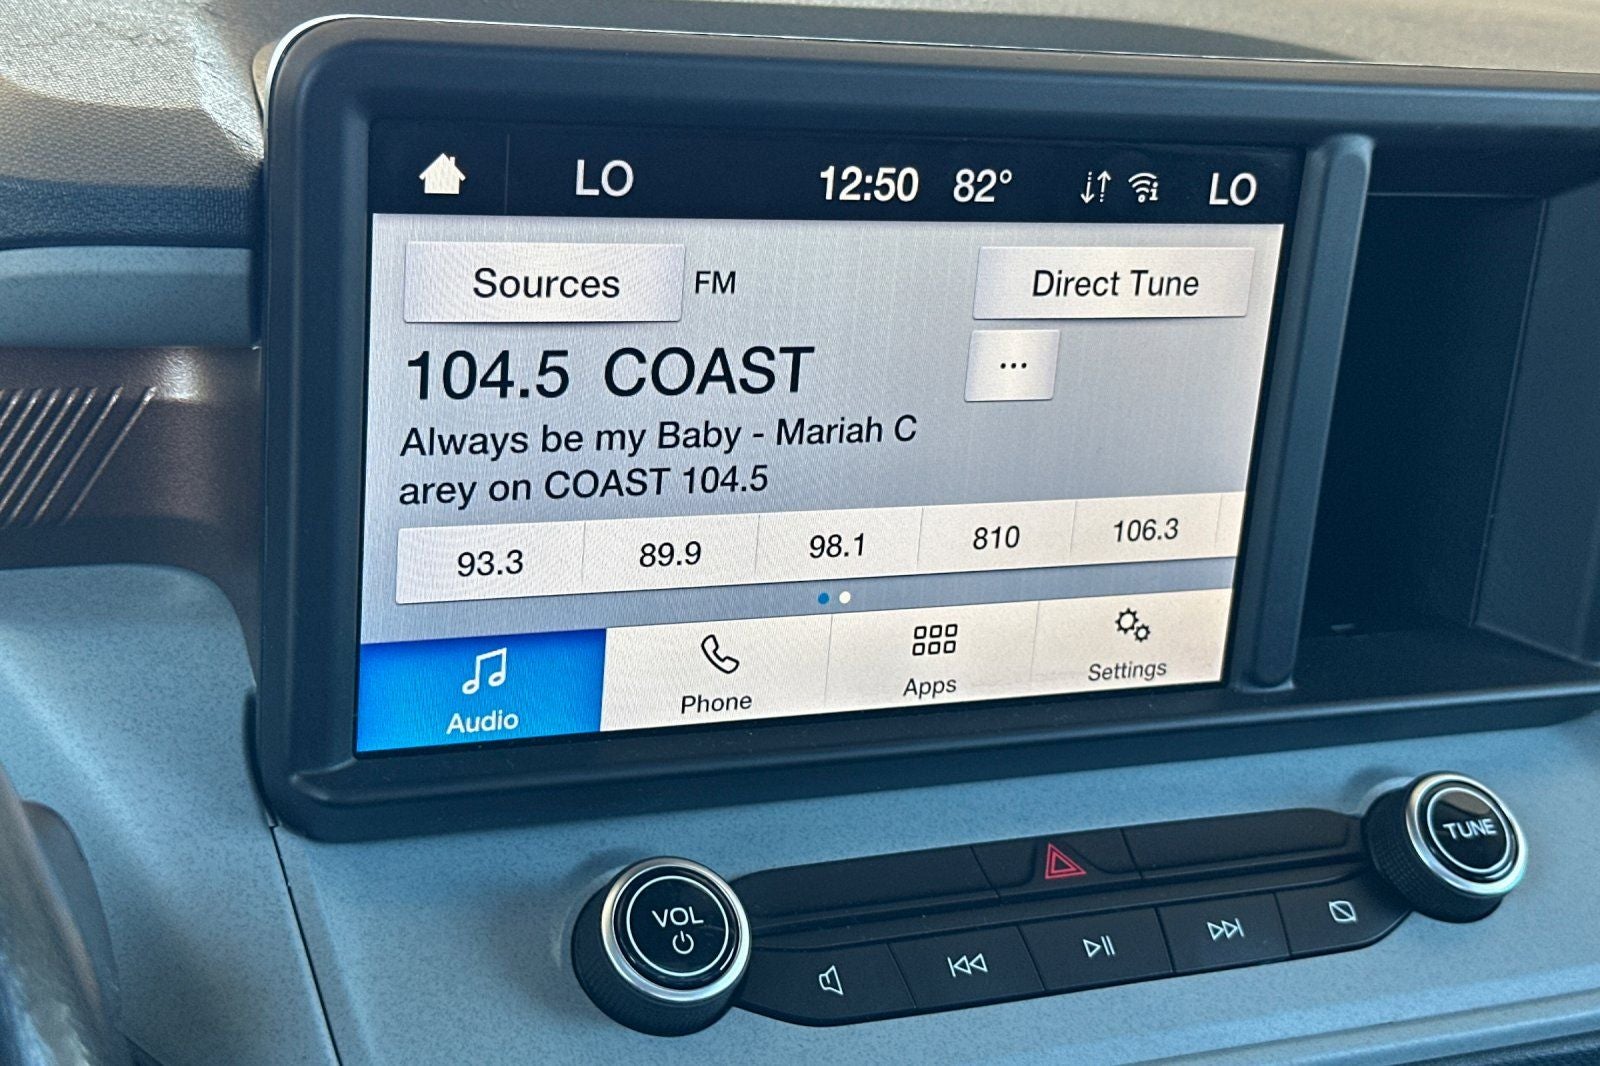 LO 12:50 82° LO
Sources FM Direct Tune
104.5 COAST ...
Always be my Baby - Mariah C
arey on COAST 104.5
93.3 89.9 98.1 810 106.3
Audio Phone Apps Settings
TUNE
VOL